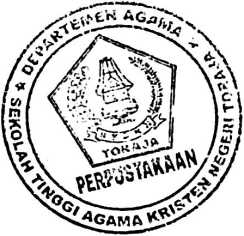 ★ DEPARTEMEN AGAMA ★
SEKOLAH TINGGI AGAMA KRISTEN NEGERI TORAJA
TORAJA
PERPUSTAKAAN